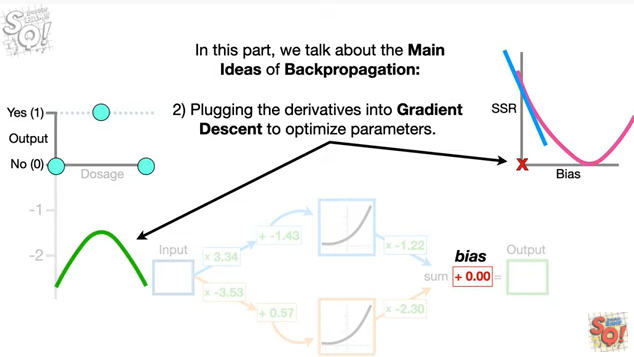 In this part, we talk about the Main
Ideas of Backpropagation:
2) Plugging the derivatives into Gradient
Descent to optimize parameters.
Yes (1)
Output
No (0)
Dosage
-1
-2
SSR
Bias
Input
x 3.34
+ -1.43
x -1.22
x -3.53
+ 0.57
x -2.30
bias
sum + 0.00 =
Output
SQ!
SQ!